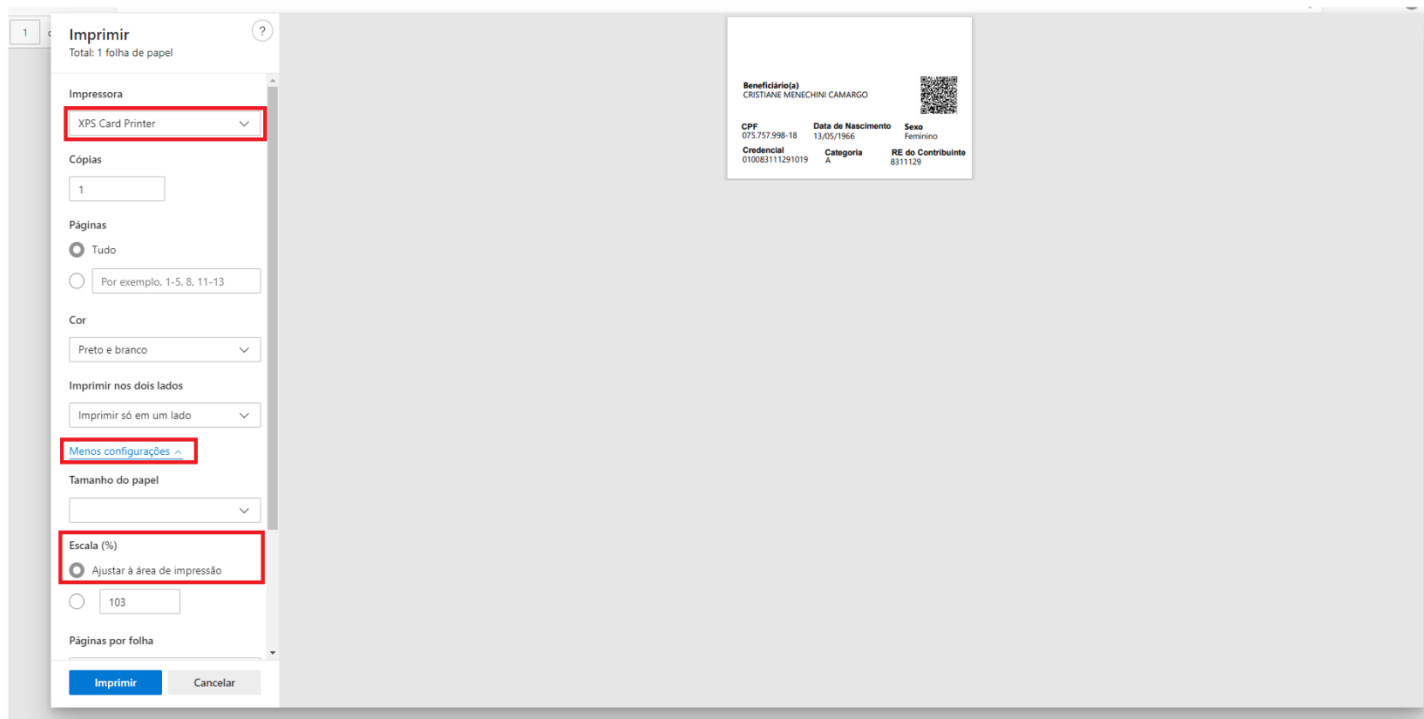 1
Imprimir
?
Total: 1 folha de papel
Impressora
XPS Card Printer
Cópias
1
Páginas
Tudo
Por exemplo, 1-5, 8, 11-13
Cor
Preto e branco
Imprimir nos dois lados
Imprimir só em um lado
Menos configurações
Tamanho do papel
Escala (%)
Ajustar à área de impressão
103
Páginas por folha
Imprimir Cancelar
Beneficiário(a)
CRISTIANE MENECHINI CAMARGO
CPF Data de Nascimento Sexo
075.757.998-18 13/05/1966 Feminino
Credencial Categoria RE do Contribuinte
010083111291019 A 8311129